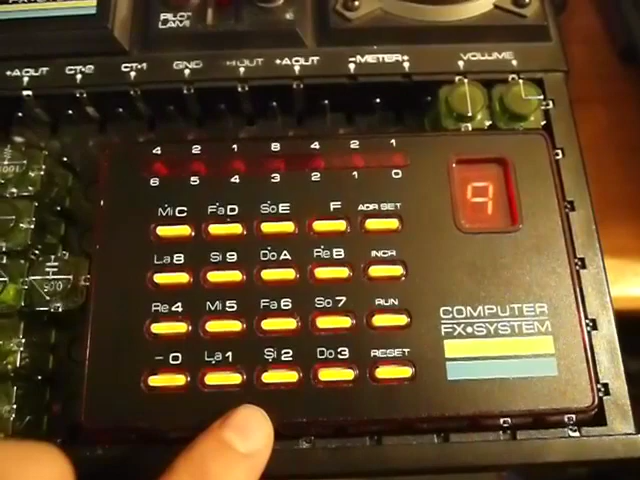 FX-SYSTEM
PILOT
LAMP
+A OUT CT-2 CT-1 GND -I OUT +A OUT -METER+ VOLUME
4 2 1 8 4 2 1
6 5 4 3 2 1 0
9
Mi C Fa D So E F ADR SET
La 8 Si 9 Do A Re B INCR
Re 4 Mi 5 Fa 6 So 7 RUN
- 0 La 1 Si 2 Do 3 RESET
COMPUTER
FX•SYSTEM